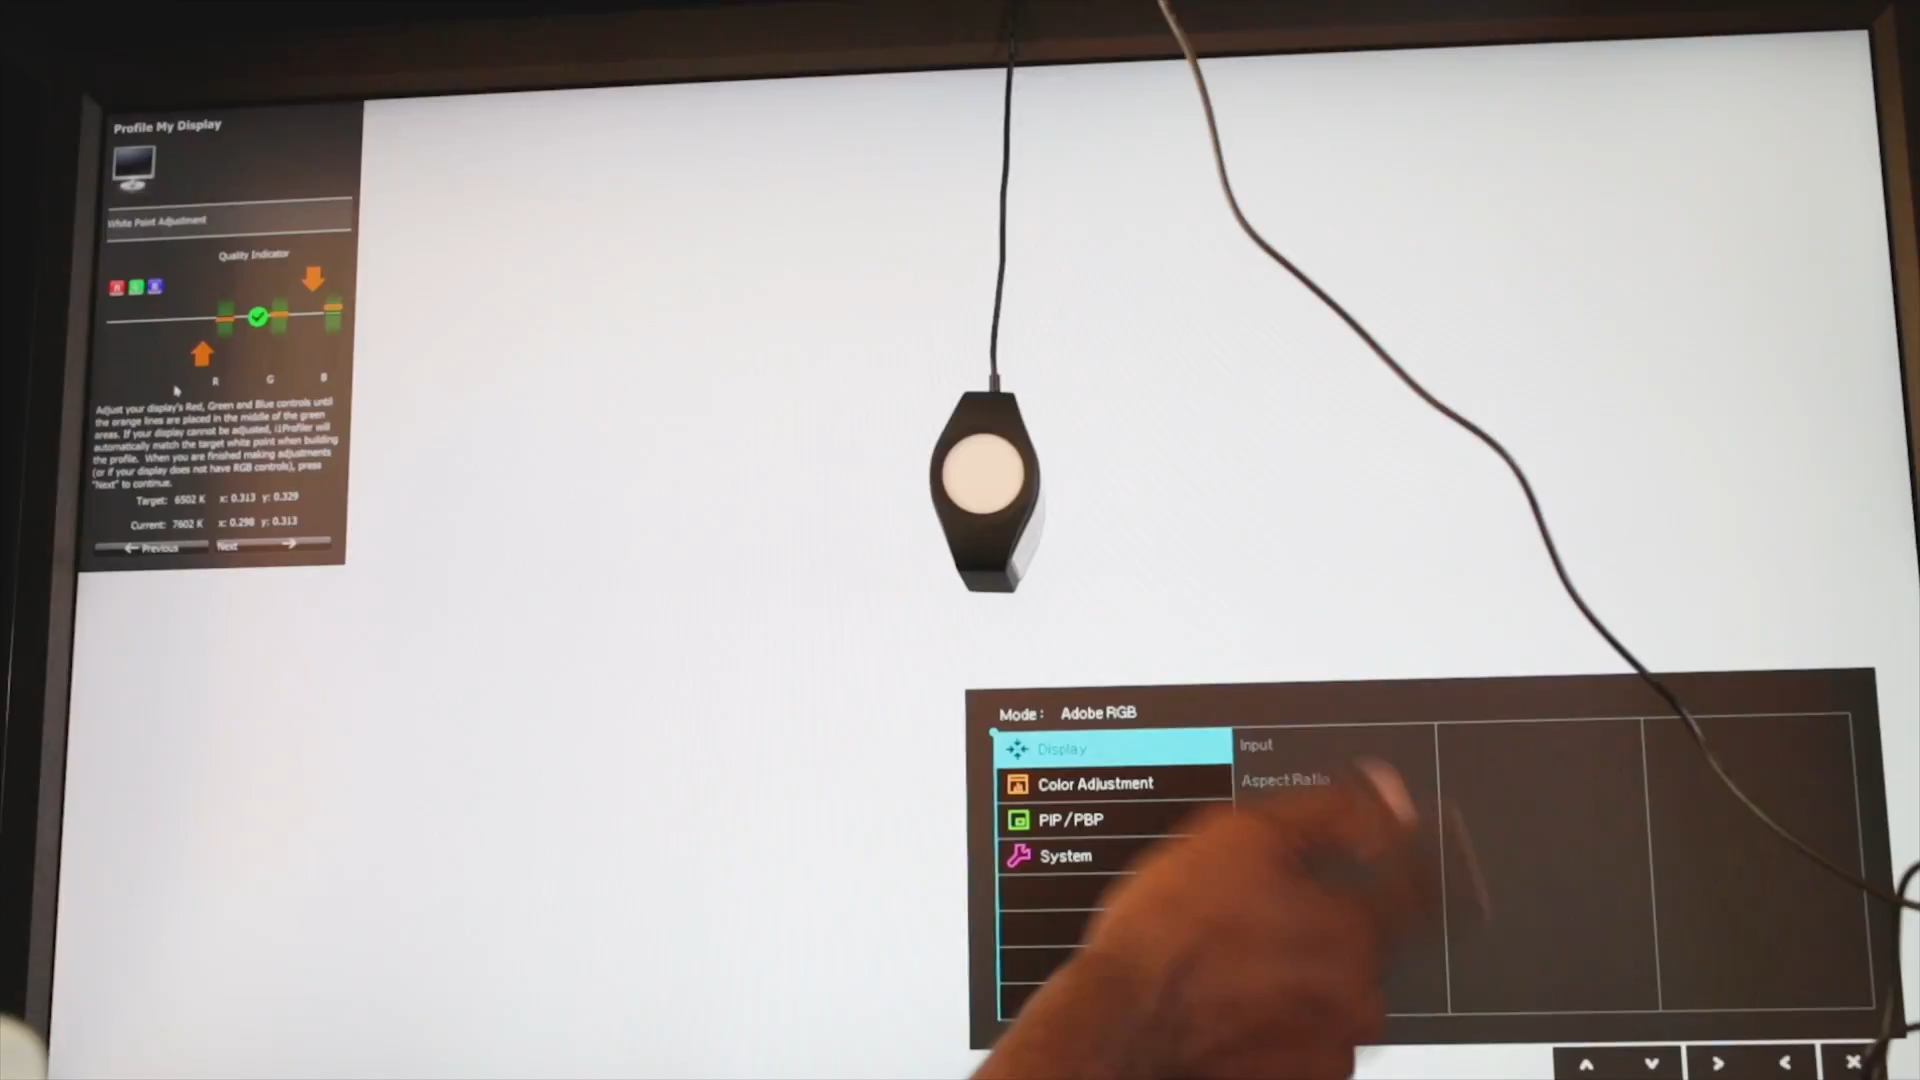 Profile My Display
White Point Adjustment
Quality Indicator
R G B
Adjust your display's Red, Green and Blue controls until
the orange lines are placed in the middle of the green
areas. If your display cannot be adjusted, i1Profiler will
automatically match the target white point when building
the profile. When you are finished making adjustments
(or if your display does not have RGB controls), press
"Next" to continue.
Target: 6502 K x: 0.313 y: 0.329
Current: 7602 K x: 0.298 y: 0.313
Previous Next
Mode: Adobe RGB
Display Input
Color Adjustment Aspect Ratio
PIP/PBP
System